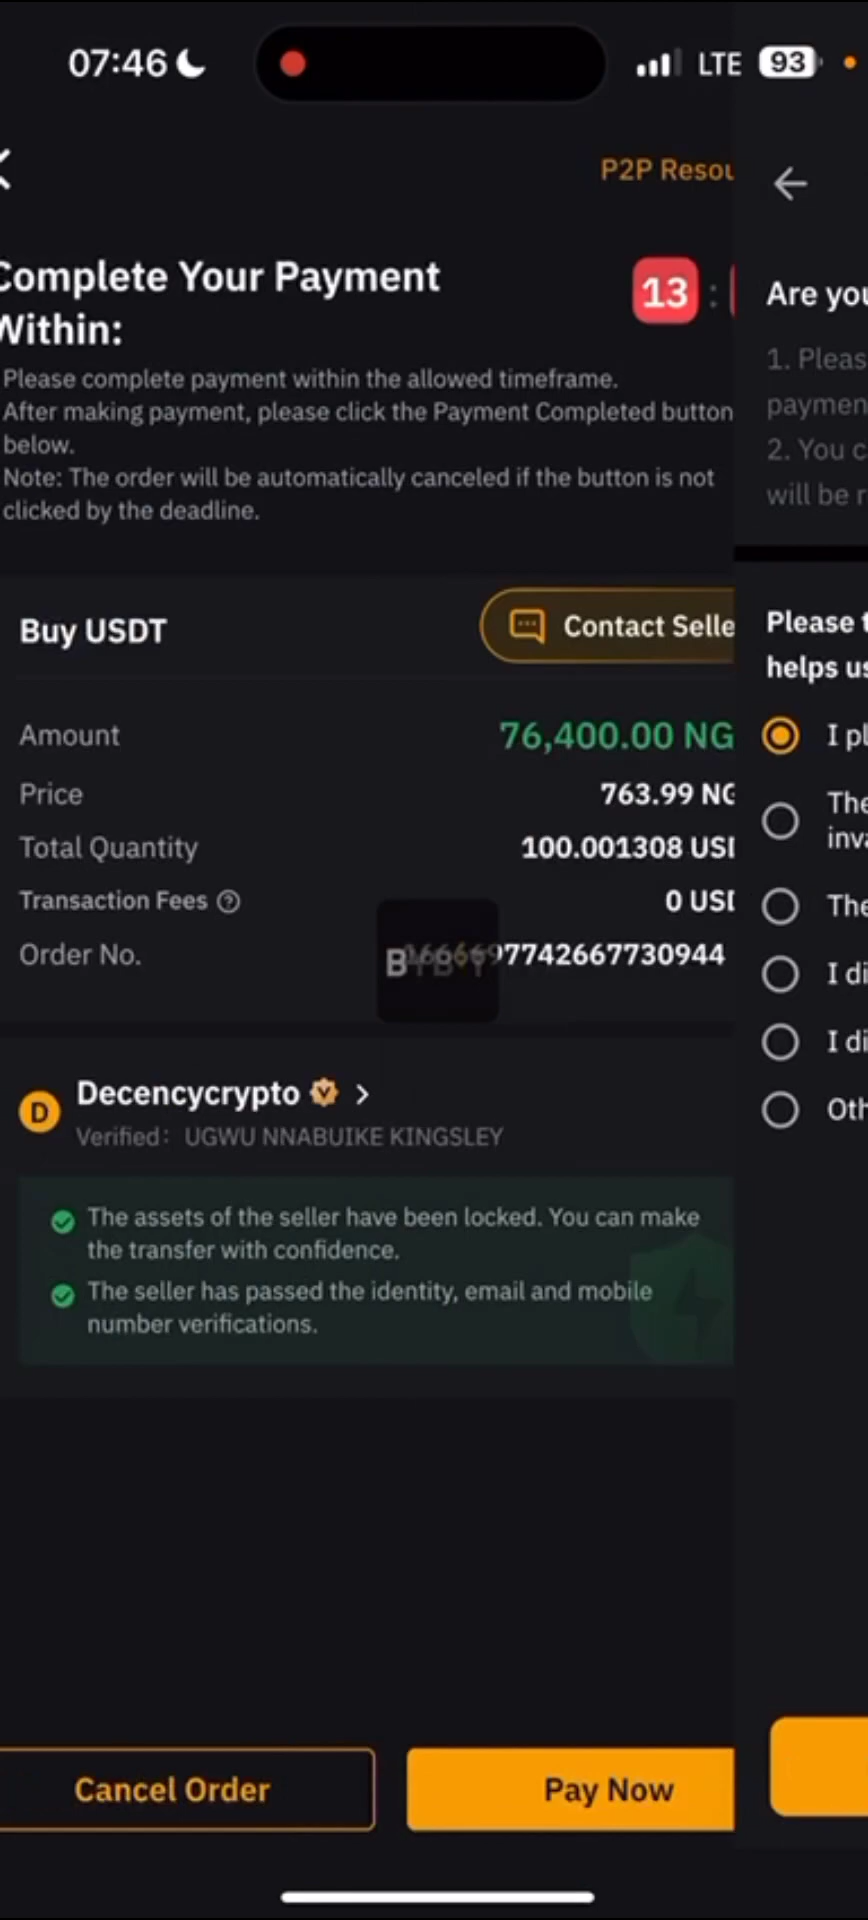 07:46
LTE 93
P2P Resou
Complete Your Payment
Within:
13 :
Please complete payment within the allowed timeframe.
After making payment, please click the Payment Completed button
below.
Note: The order will be automatically canceled if the button is not
clicked by the deadline.
Buy USDT
Contact Selle
Amount
76,400.00 NG
Price
763.99 NG
Total Quantity
100.001308 USD
Transaction Fees
0 USD
Order No.
97742667730944
D
Decencycrypto
Verified: UGWU NNABUIKE KINGSLEY
The assets of the seller have been locked. You can make
the transfer with confidence.
The seller has passed the identity, email and mobile
number verifications.
Cancel Order
Pay Now
Are you
1. Pleas
paymen
2. You c
will be r
Please t
helps us
I pl
The
inva
The
I di
I di
Oth